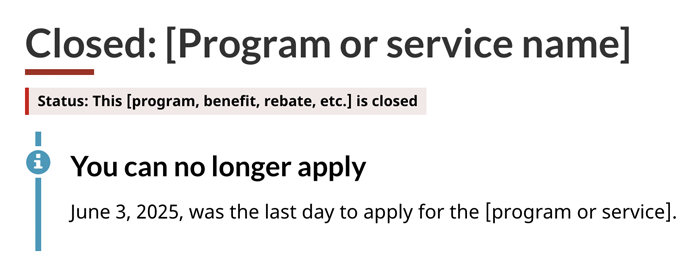 Closed: [Program or service name]
Status: This [program, benefit, rebate, etc.] is closed
You can no longer apply
June 3, 2025, was the last day to apply for the [program or service].